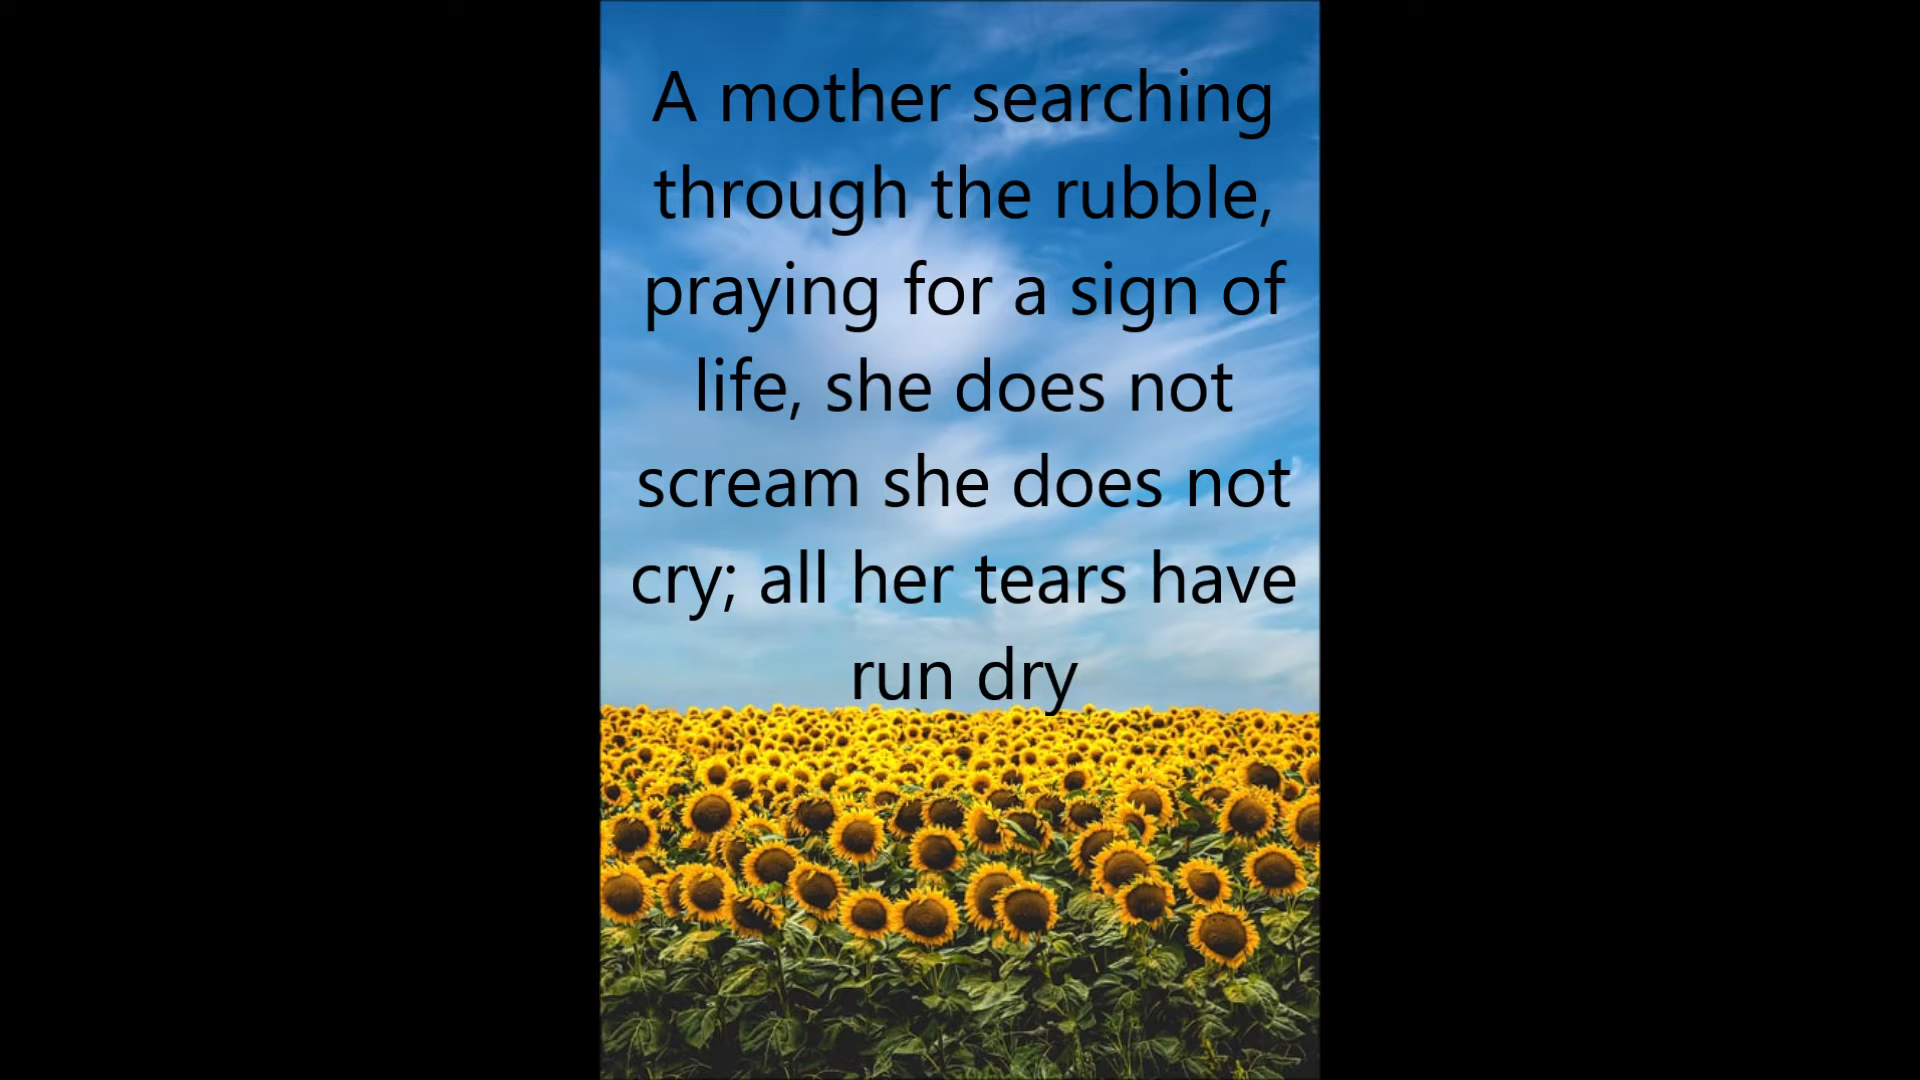 A mother searching
through the rubble,
praying for a sign of
life, she does not
scream she does not
cry; all her tears have
run dry